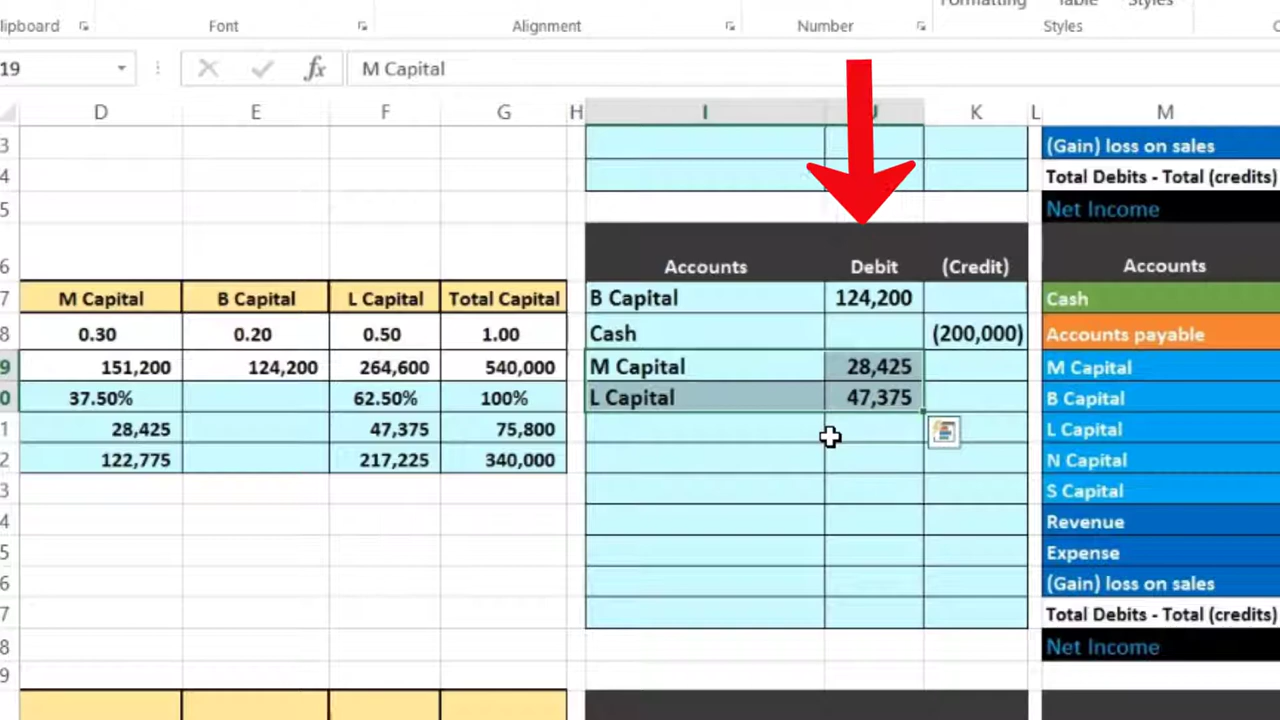 lipboard Font Alignment Number Formatting Table Styles
Styles
19 fx M Capital
D E F G H I J K L M
3 (Gain) loss on sales
4 Total Debits - Total (credits)
5 Net Income
6 Accounts Debit (Credit) Accounts
7 M Capital B Capital L Capital Total Capital B Capital 124,200 Cash
8 0.30 0.20 0.50 1.00 Cash (200,000) Accounts payable
9 151,200 124,200 264,600 540,000 M Capital 28,425 M Capital
0 37.50% 62.50% 100% L Capital 47,375 B Capital
1 28,425 47,375 75,800 L Capital
2 122,775 217,225 340,000 N Capital
3 S Capital
4 Revenue
5 Expense
6 (Gain) loss on sales
7 Total Debits - Total (credits)
8 Net Income
9